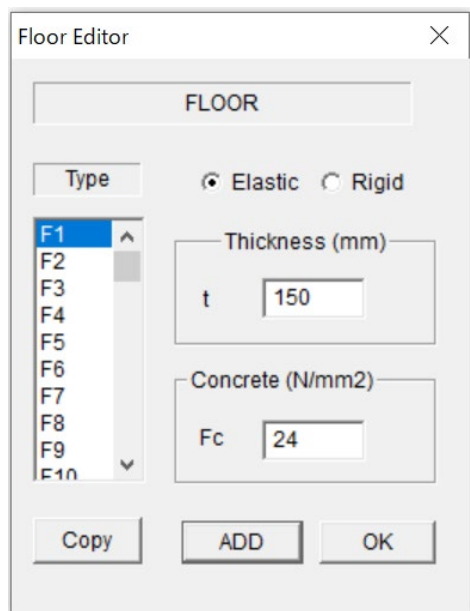 Floor Editor
FLOOR
Type
Elastic Rigid
F1
F2
F3
F4
F5
F6
F7
F8
F9
F10
Thickness (mm)
t 150
Concrete (N/mm2)
Fc 24
Copy ADD OK